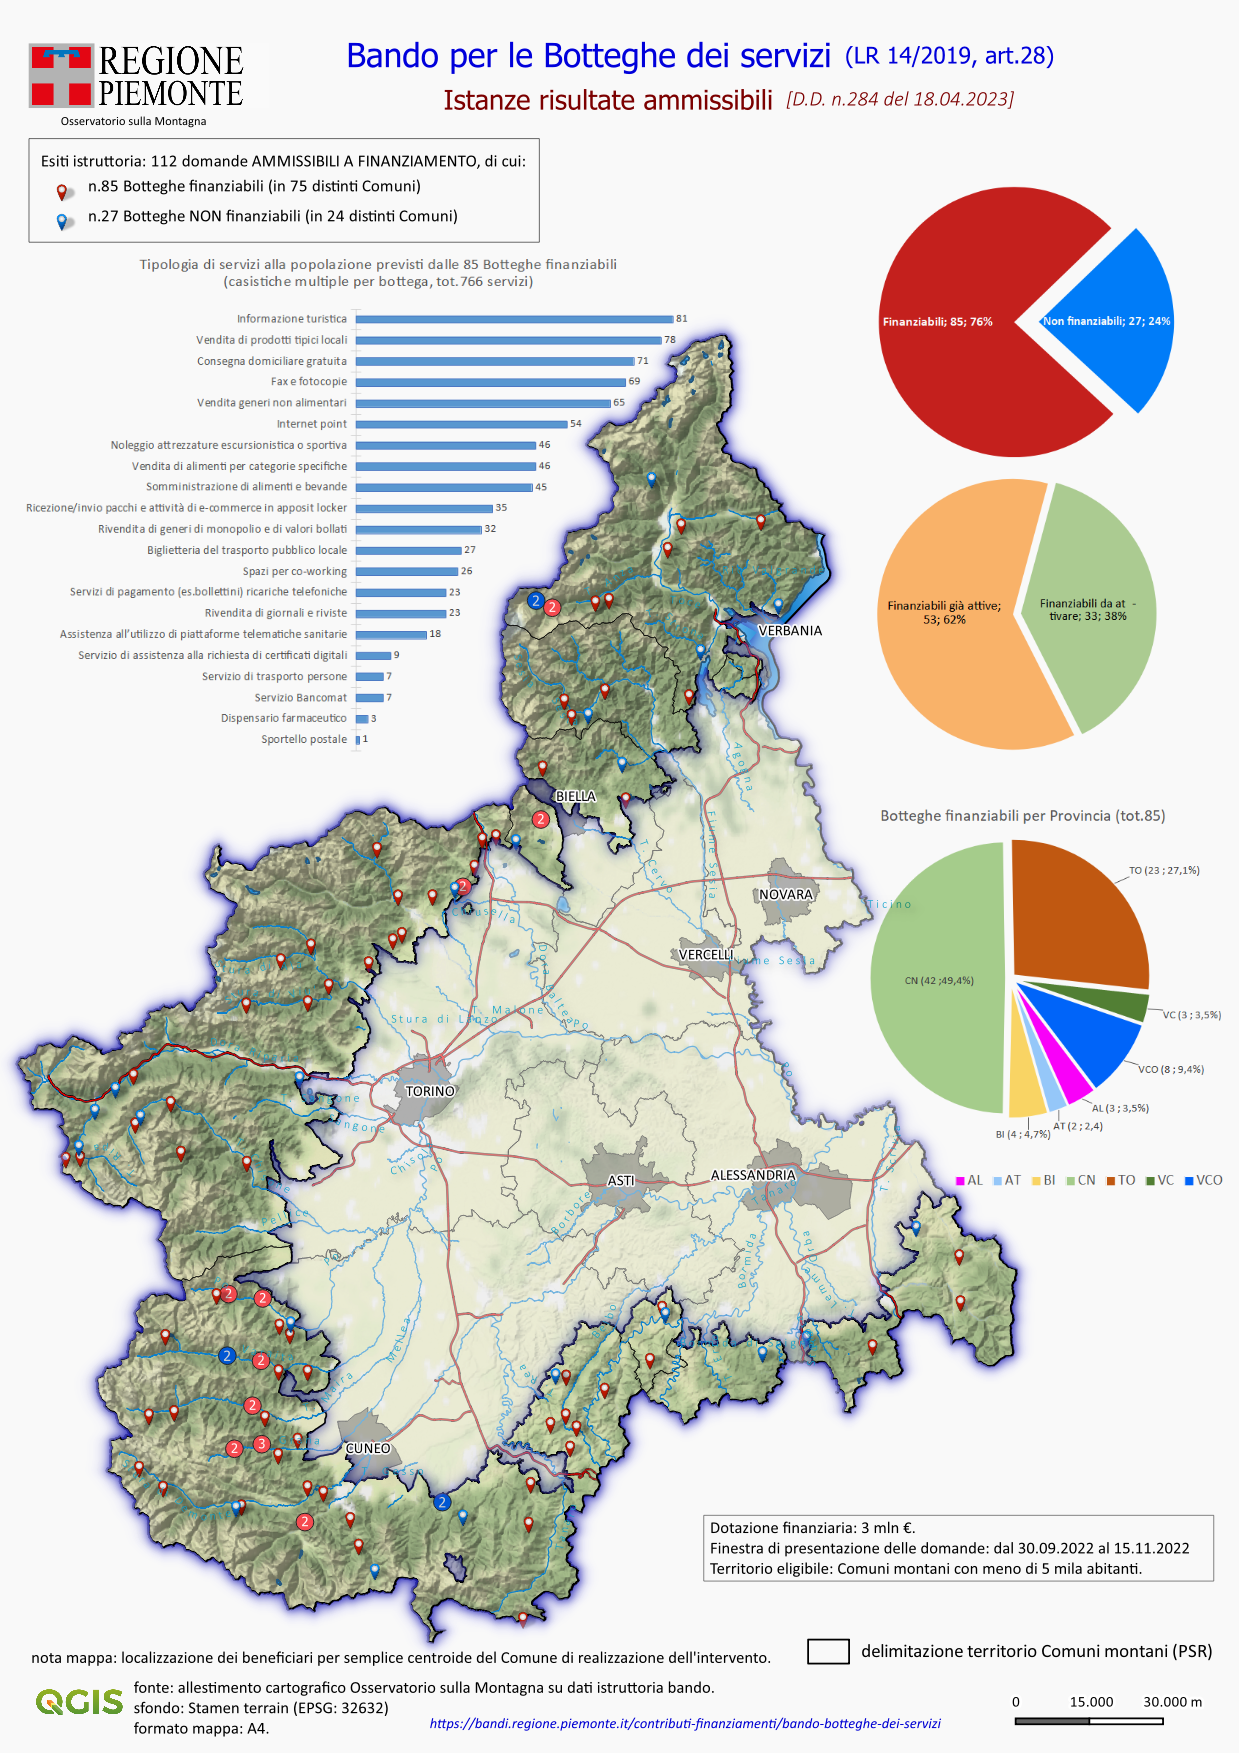 REGIONE
PIEMONTE
Osservatorio sulla Montagna
Bando per le Botteghe dei servizi (LR 14/2019, art.28)
Istanze risultate ammissibili [D.D. n.284 del 18.04.2023]
Esiti istruttoria: 112 domande AMMISSIBILI A FINANZIAMENTO, di cui:
n.85 Botteghe finanziabili (in 75 distinti Comuni)
n.27 Botteghe NON finanziabili (in 24 distinti Comuni)
Tipologia di servizi alla popolazione previsti dalle 85 Botteghe finanziabili
(casistiche multiple per bottega, tot.766 servizi)
Informazione turistica 81
Vendita di prodotti tipici locali 78
Consegna domiciliare gratuita 71
Fax e fotocopie 69
Vendita generi non alimentari 65
Internet point 54
Noleggio attrezzature escursionistica o sportiva 46
Vendita di alimenti per categorie specifiche 46
Somministrazione di alimenti e bevande 45
Ricezione/invio pacchi e attività di e-commerce in apposit locker 35
Rivendita di generi di monopolio e di valori bollati 32
Biglietteria del trasporto pubblico locale 27
Spazi per co-working 26
Servizi di pagamento (es.bollettini) ricariche telefoniche 23
Rivendita di giornali e riviste 23
Assistenza all'utilizzo di piattaforme telematiche sanitarie 18
Servizio di assistenza alla richiesta di certificati digitali 9
Servizio di trasporto persone 7
Servizio Bancomat 7
Dispensario farmaceutico 3
Sportello postale 1
Finanziabili; 85; 76%
Non finanziabili; 27; 24%
Finanziabili già attive;
53; 62%
Finanziabili da at -
tivare; 33; 38%
Botteghe finanziabili per Provincia (tot.85)
TO (23 ; 27,1%)
CN (42 ;49,4%)
VC (3 ; 3,5%)
VCO (8 ; 9,4%)
AL (3 ; 3,5%)
AT (2 ; 2,4)
BI (4 ; 4,7%)
AL AT BI CN TO VC VCO
2
2
VERBANIA
BIELLA
2
Agogna
Fiume Sesia
T. Cervo
NOVARA
Ticino
2
VERCELLI
Fiume Sesia
T. Malone
Stura di Lanzo
Dora Baltea
Po
Po
TORINO
Chisola
Po
Pellice
ASTI
ALESSANDRIA
Tanaro
Borbore
Bormida
Orba
Lemme
2
2
2
2
2
2
3
2
2
Mellea
Maira
CUNEO
Dotazione finanziaria: 3 mln €.
Finestra di presentazione delle domande: dal 30.09.2022 al 15.11.2022
Territorio eligibile: Comuni montani con meno di 5 mila abitanti.
nota mappa: localizzazione dei beneficiari per semplice centroide del Comune di realizzazione dell'intervento.
delimitazione territorio Comuni montani (PSR)
QGIS
fonte: allestimento cartografico Osservatorio sulla Montagna su dati istruttoria bando.
sfondo: Stamen terrain (EPSG: 32632)
formato mappa: A4.
https://bandi.regione.piemonte.it/contributi-finanziamenti/bando-botteghe-dei-servizi
0 15.000 30.000 m